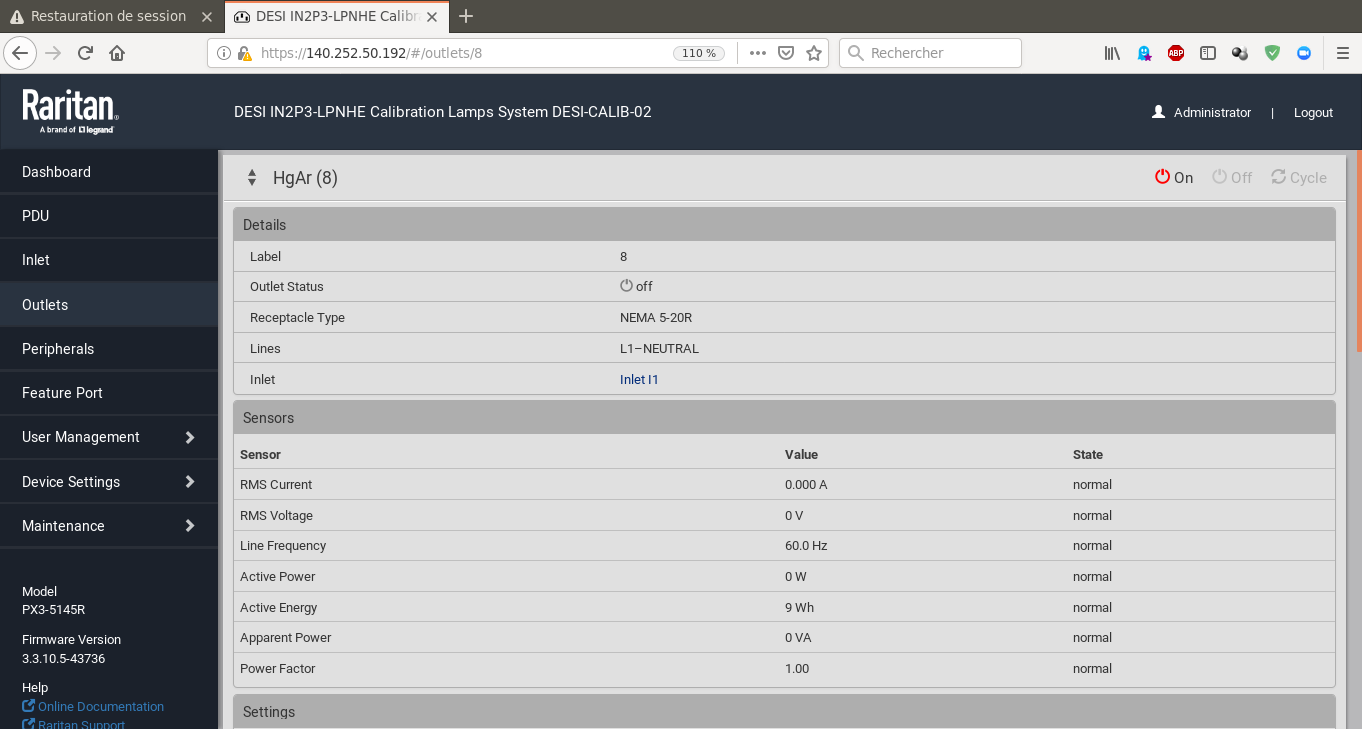 Restauration de session
DESI IN2P3-LPNHE Calibr
https://140.252.50.192/#/outlets/8
110 %
Rechercher
ABP
Raritan®
A brand of legrand®
DESI IN2P3-LPNHE Calibration Lamps System DESI-CALIB-02
Administrator | Logout
Dashboard
PDU
Inlet
Outlets
Peripherals
Feature Port
User Management
Device Settings
Maintenance
Model
PX3-5145R
Firmware Version
3.3.10.5-43736
Help
Online Documentation
Raritan Support
HgAr (8)
On Off Cycle
Details
Label 8
Outlet Status off
Receptacle Type NEMA 5-20R
Lines L1–NEUTRAL
Inlet Inlet I1
Sensors
Sensor Value State
RMS Current 0.000 A normal
RMS Voltage 0 V normal
Line Frequency 60.0 Hz normal
Active Power 0 W normal
Active Energy 9 Wh normal
Apparent Power 0 VA normal
Power Factor 1.00 normal
Settings